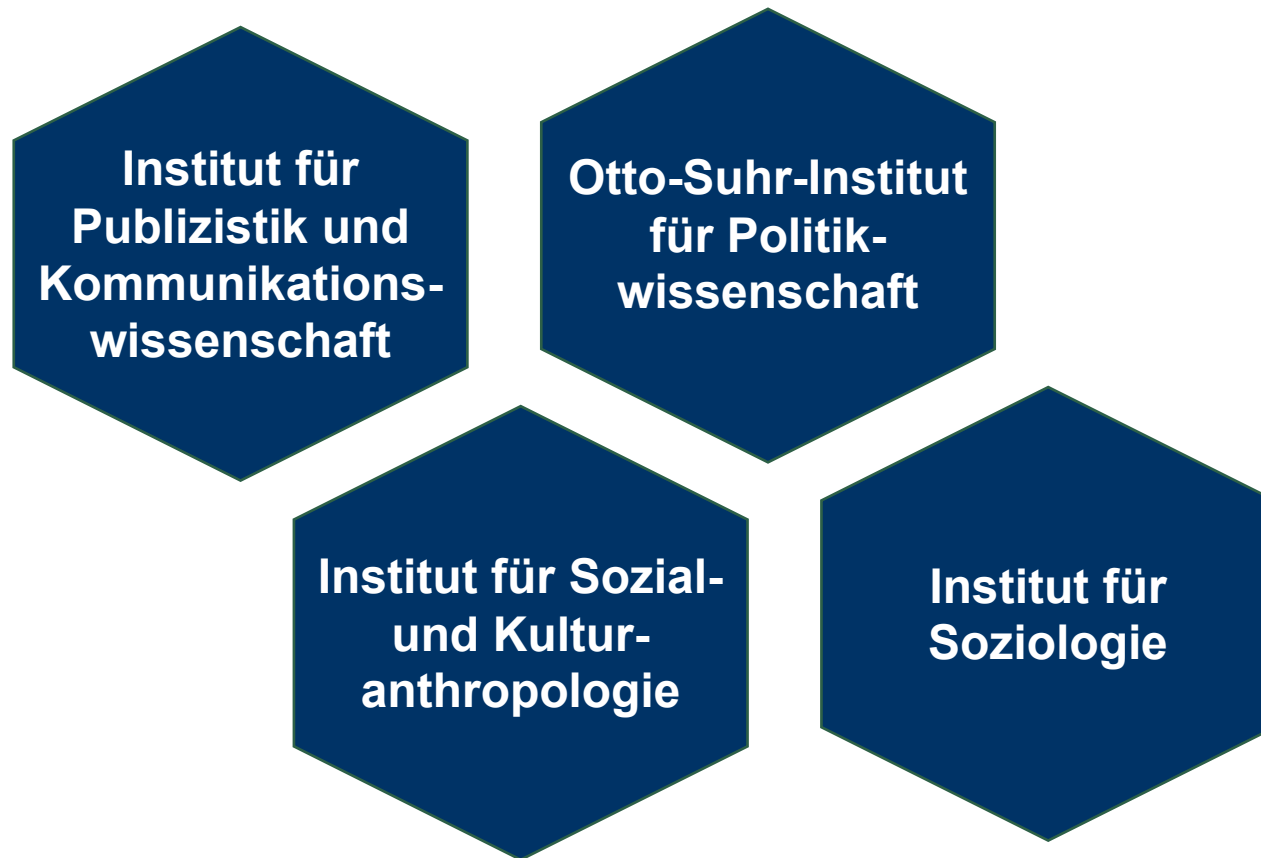 Institut für
Publizistik und
Kommunikations-
wissenschaft
Otto-Suhr-Institut
für Politik-
wissenschaft
Institut für Sozial-
und Kultur-
anthropologie
Institut für
Soziologie